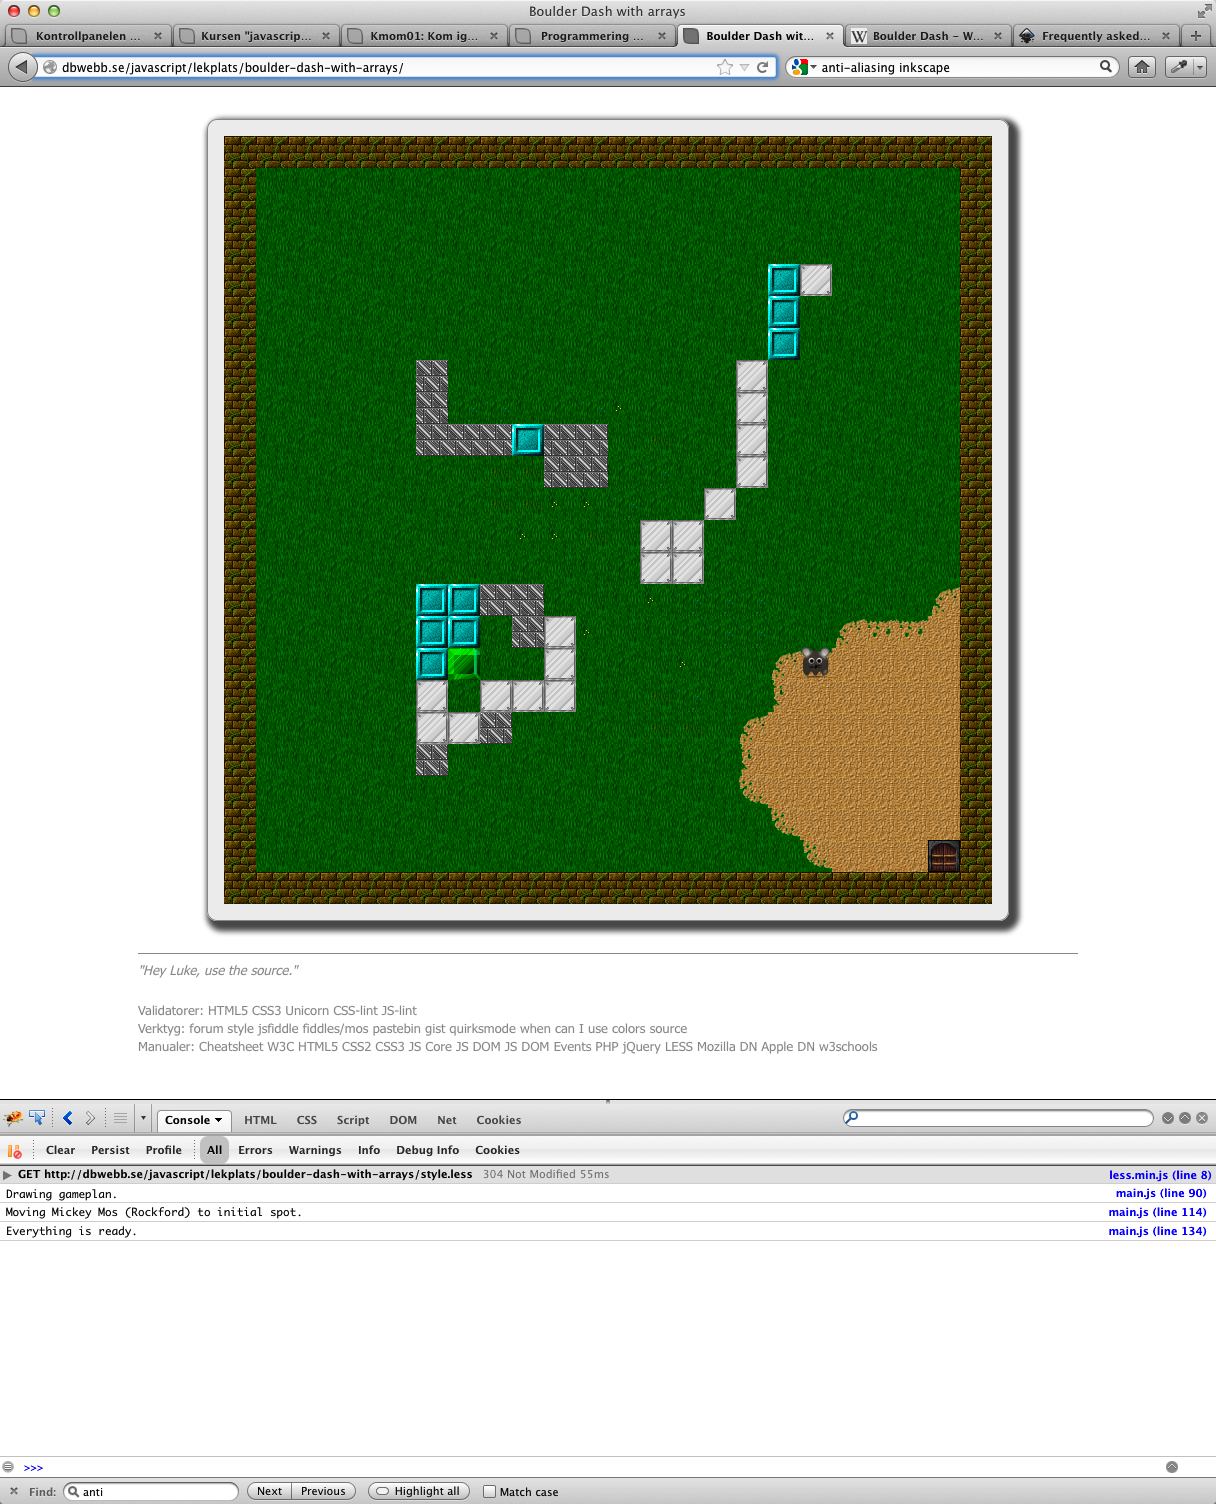 Boulder Dash with arrays
Kontrollpanelen ... Kursen "javascrip... Kmom01: Kom ig... Programmering ... Boulder Dash wit... Boulder Dash – W... Frequently asked...
dbwebb.se/javascript/lekplats/boulder-dash-with-arrays/ anti-aliasing inkscape
"Hey Luke, use the source."
Validatorer: HTML5 CSS3 Unicorn CSS-lint JS-lint
Verktyg: forum style jsfiddle fiddles/mos pastebin gist quirksmode when can I use colors source
Manualer: Cheatsheet W3C HTML5 CSS2 CSS3 JS Core JS DOM JS DOM Events PHP jQuery LESS Mozilla DN Apple DN w3schools
Console HTML CSS Script DOM Net Cookies
Clear Persist Profile All Errors Warnings Info Debug Info Cookies
GET http://dbwebb.se/javascript/lekplats/boulder-dash-with-arrays/style.less 304 Not Modified 55ms less.min.js (line 8)
Drawing gameplan. main.js (line 90)
Moving Mickey Mos (Rockford) to initial spot. main.js (line 114)
Everything is ready. main.js (line 134)
>>>
Find: anti Next Previous Highlight all Match case